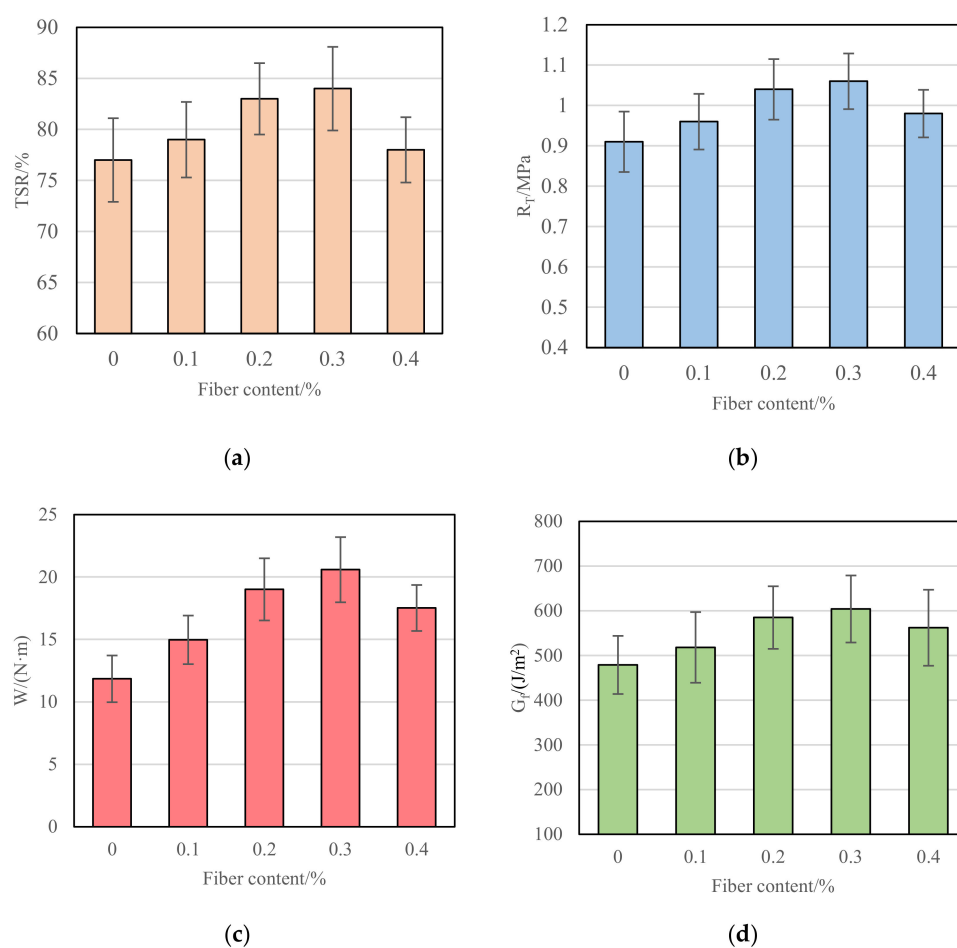 90
85
80
75
70
65
60
TSR/%
0 0.1 0.2 0.3 0.4
Fiber content/%
(a)
1.2
1.1
1
0.9
0.8
0.7
0.6
0.5
0.4
R_T/MPa
0 0.1 0.2 0.3 0.4
Fiber content/%
(b)
25
20
15
10
5
0
W/(N·m)
0 0.1 0.2 0.3 0.4
Fiber content/%
(c)
800
700
600
500
400
300
200
100
G_f/(J/m²)
0 0.1 0.2 0.3 0.4
Fiber content/%
(d)